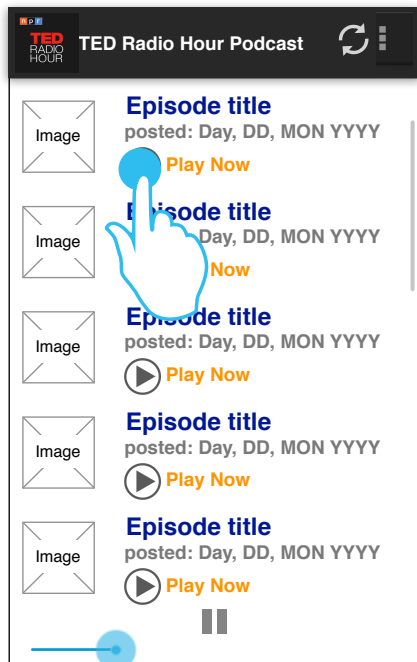 npr
TED
RADIO
HOUR
TED Radio Hour Podcast
Episode title
posted: Day, DD, MON YYYY
Image
Play Now
Episode title
Day, DD, MON YYYY
Image
Now
Episode title
posted: Day, DD, MON YYYY
Image
Play Now
Episode title
posted: Day, DD, MON YYYY
Image
Play Now
Episode title
posted: Day, DD, MON YYYY
Image
Play Now